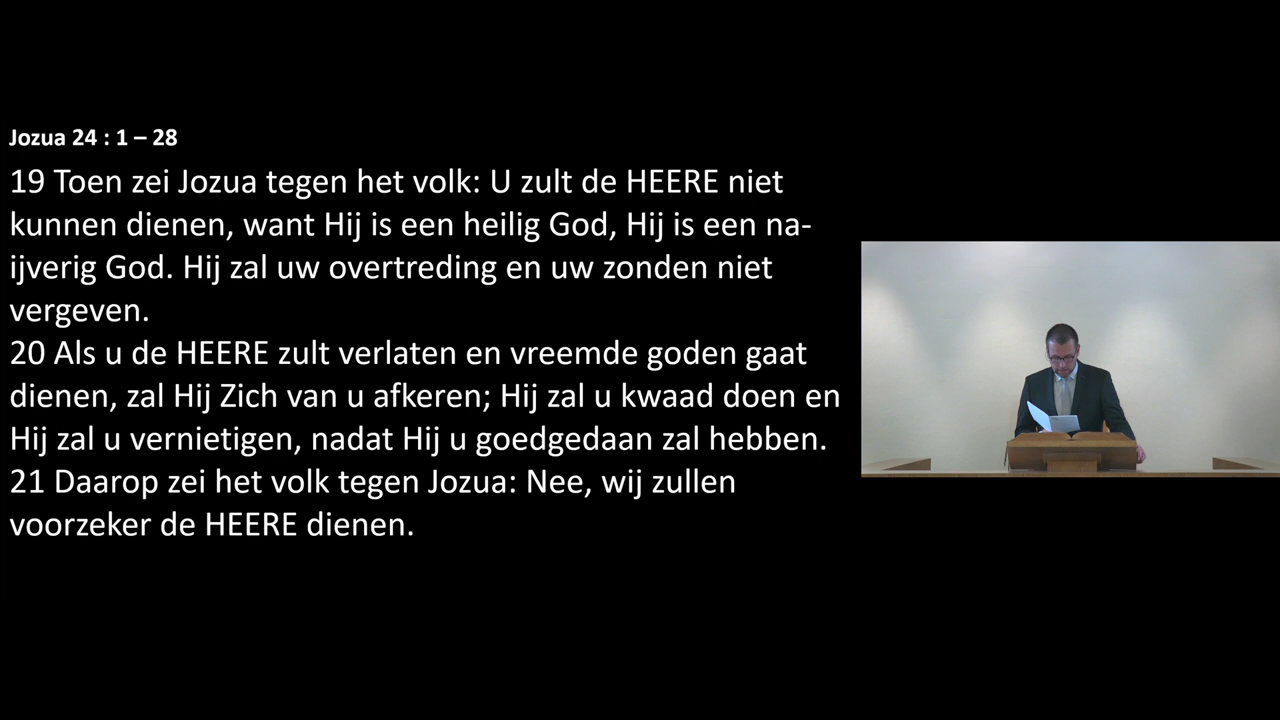 Jozua 24 : 1 – 28
19 Toen zei Jozua tegen het volk: U zult de HEERE niet
kunnen dienen, want Hij is een heilig God, Hij is een na-
ijverig God. Hij zal uw overtreding en uw zonden niet
vergeven.
20 Als u de HEERE zult verlaten en vreemde goden gaat
dienen, zal Hij Zich van u afkeren; Hij zal u kwaad doen en
Hij zal u vernietigen, nadat Hij u goedgedaan zal hebben.
21 Daarop zei het volk tegen Jozua: Nee, wij zullen
voorzeker de HEERE dienen.